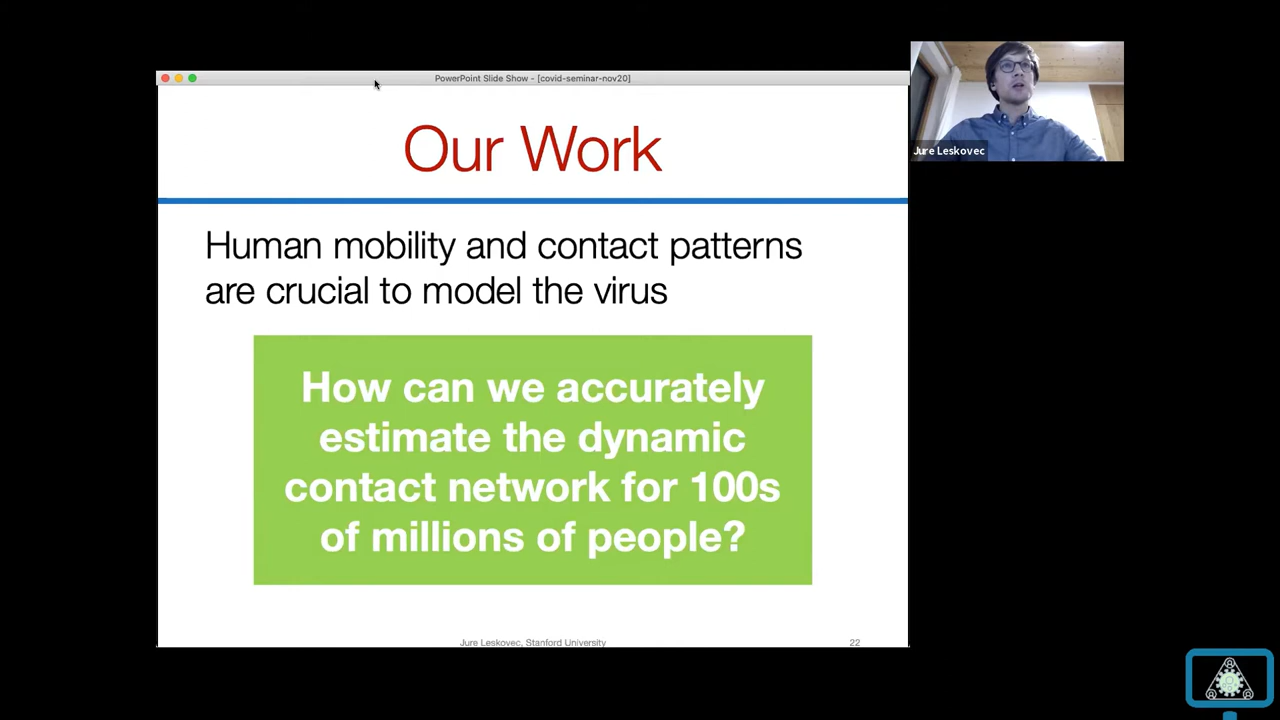 PowerPoint Slide Show - [covid-seminar-nov20]
Our Work
Human mobility and contact patterns
are crucial to model the virus
How can we accurately
estimate the dynamic
contact network for 100s
of millions of people?
Jure Leskovec, Stanford University
22
Jure Leskovec